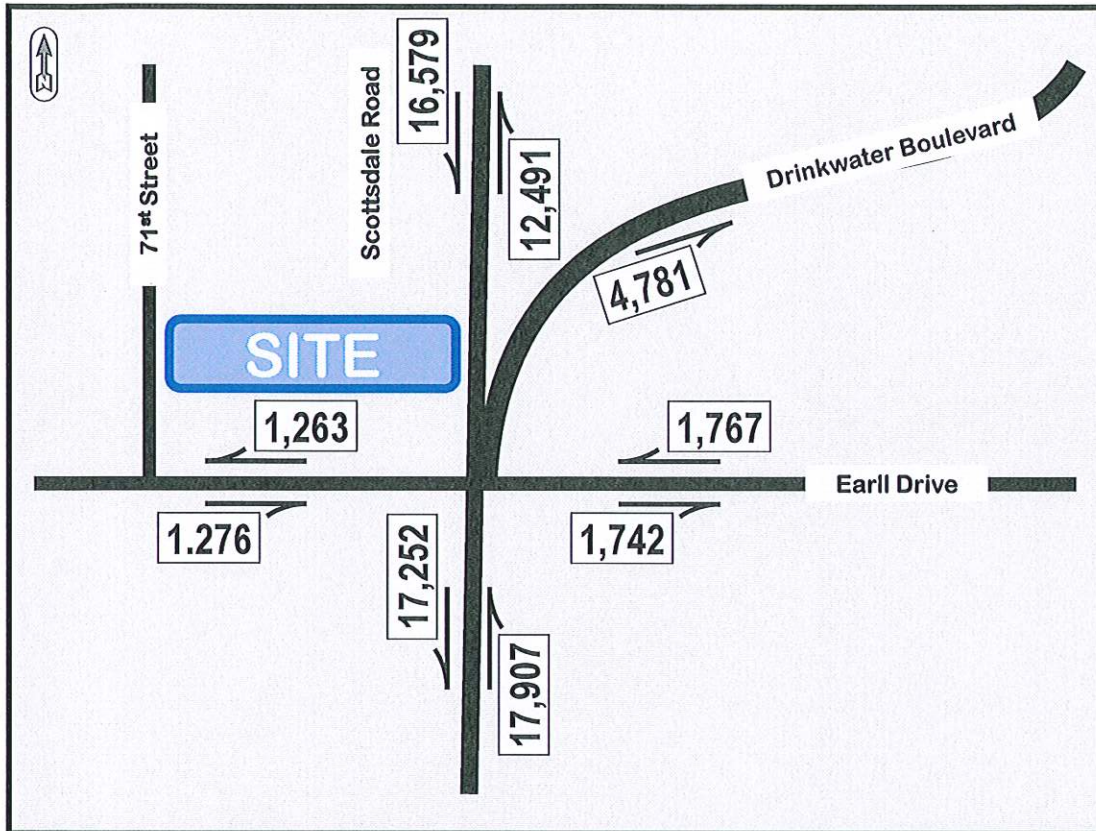 N
16,579
Scottsdale Road
71st Street
12,491
Drinkwater Boulevard
4,781
SITE
1,263
1,767
Earll Drive
1.276
1,742
17,252
17,907